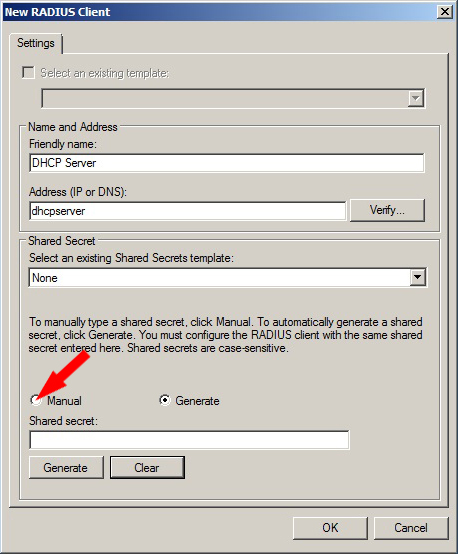 New RADIUS Client
Settings
Select an existing template:
Name and Address
Friendly name:
DHCP Server
Address (IP or DNS):
dhcpserver
Verify...
Shared Secret
Select an existing Shared Secrets template:
None
To manually type a shared secret, click Manual. To automatically generate a shared
secret, click Generate. You must configure the RADIUS client with the same shared
secret entered here. Shared secrets are case-sensitive.
Manual Generate
Shared secret:
Generate Clear
OK Cancel